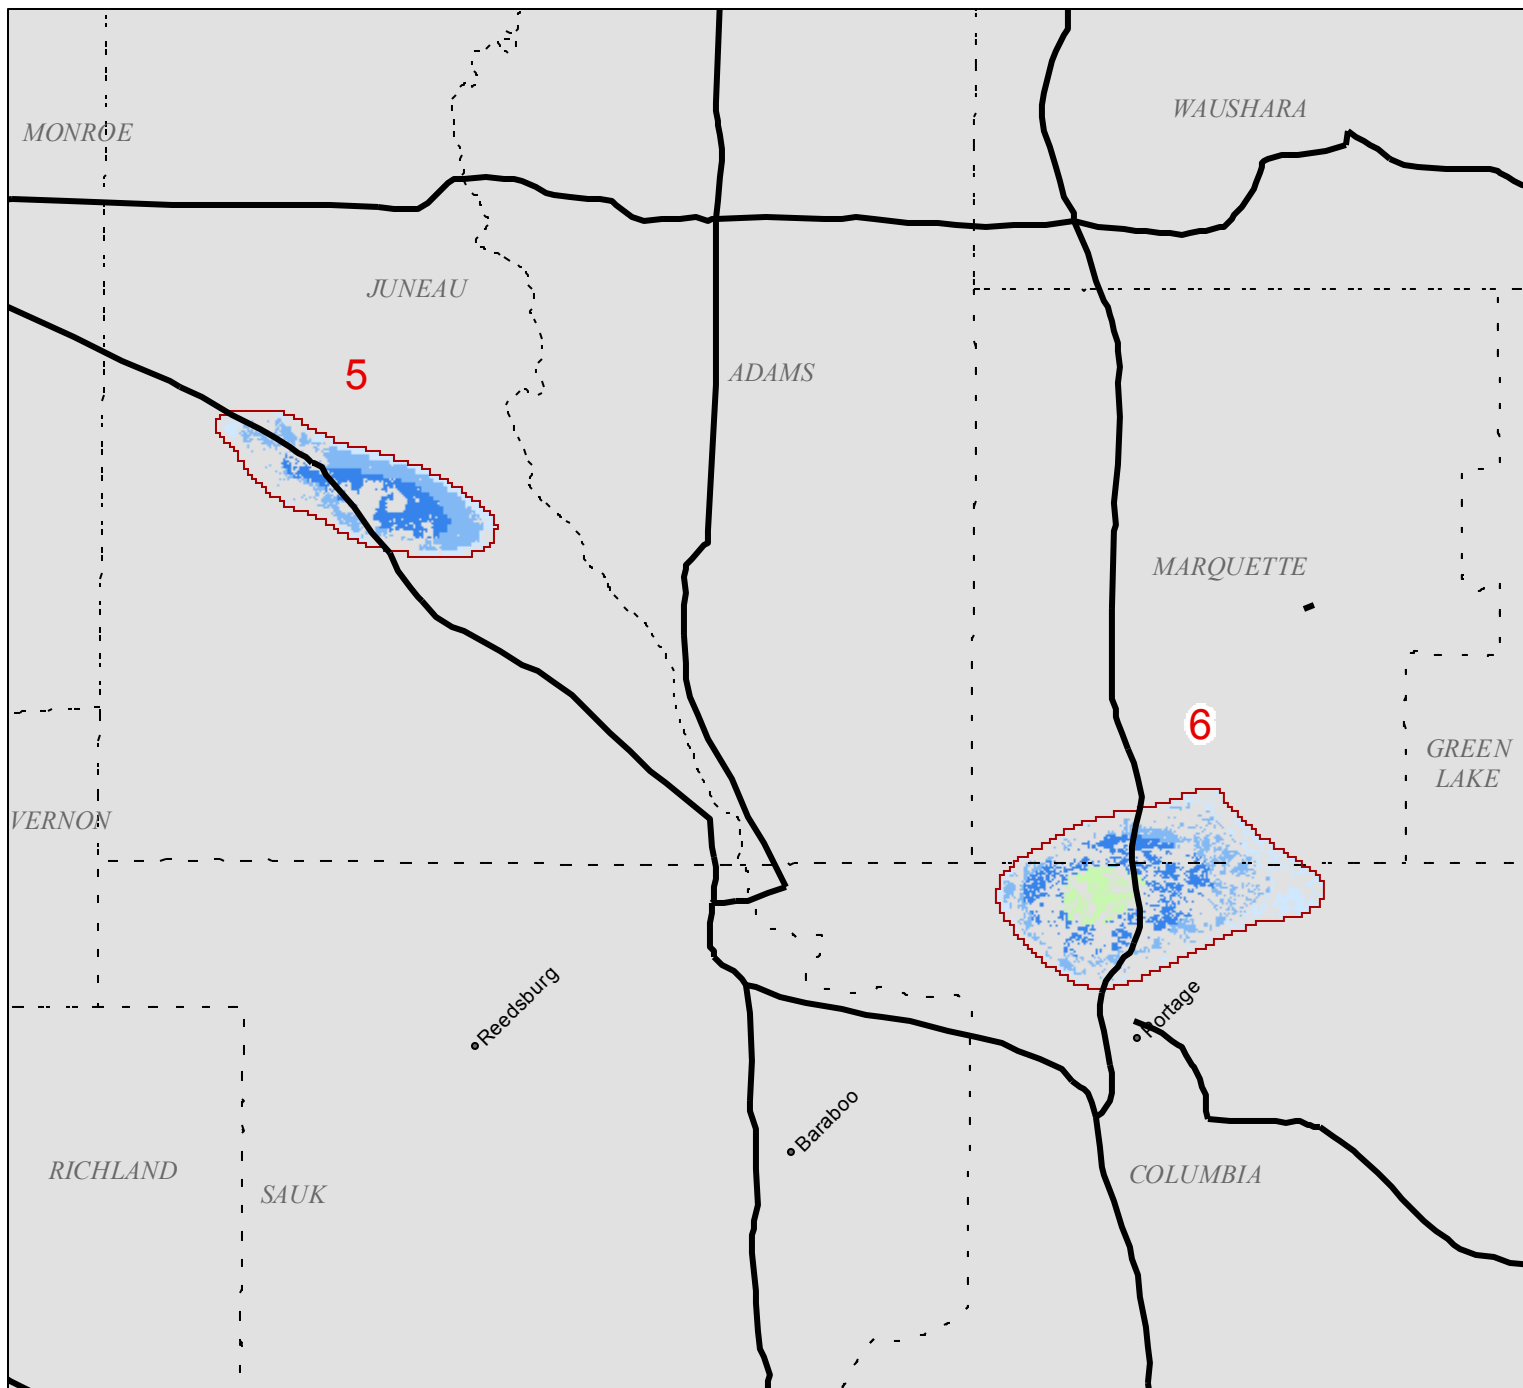 WAUSHARA
MONROE
JUNEAU
5
ADAMS
MARQUETTE
6
GREEN
LAKE
VERNON
Reedsburg
Portage
Baraboo
RICHLAND
SAUK
COLUMBIA